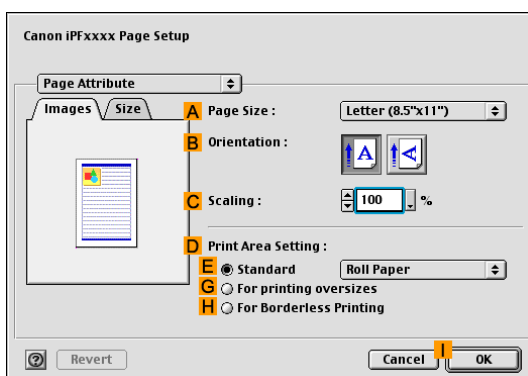 Canon iPFxxxx Page Setup
Page Attribute
Images Size
A Page Size : Letter (8.5"x11")
B Orientation :
A A
C Scaling : 100 %
D Print Area Setting :
E Standard Roll Paper
G For printing oversizes
H For Borderless Printing
I
? Revert Cancel OK